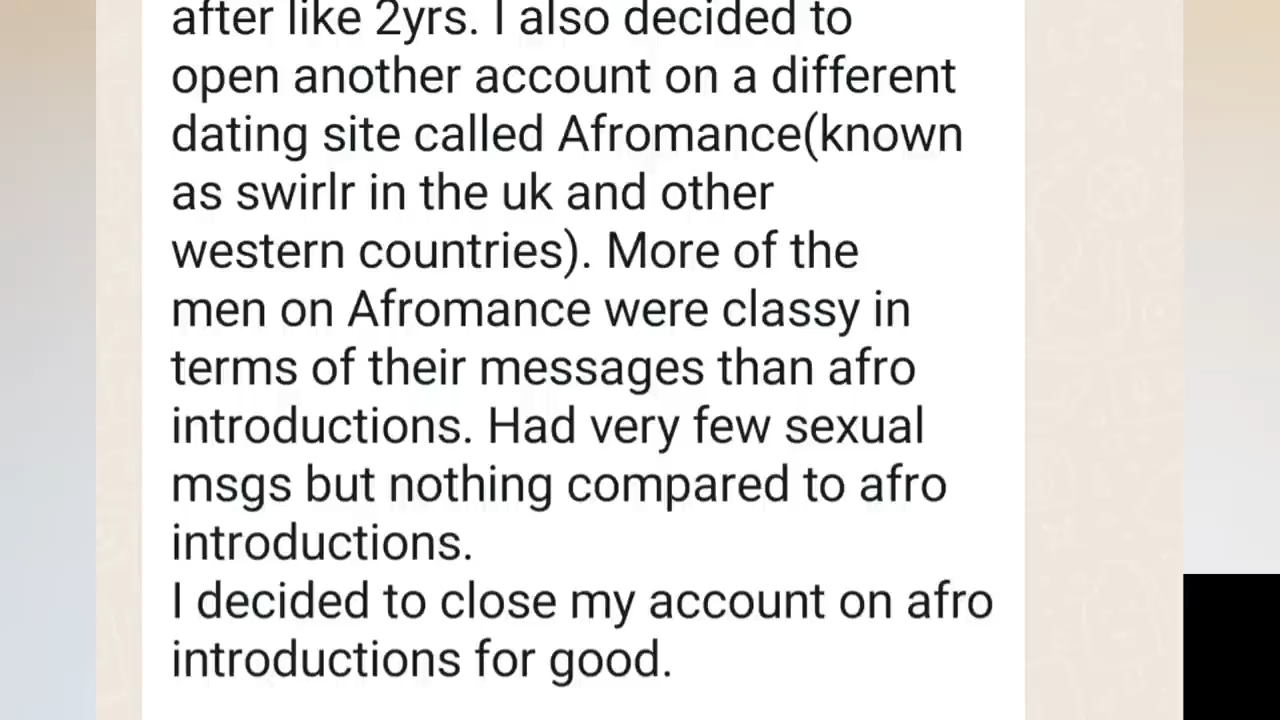 after like 2yrs. I also decided to
open another account on a different
dating site called Afromance(known
as swirlr in the uk and other
western countries). More of the
men on Afromance were classy in
terms of their messages than afro
introductions. Had very few sexual
msgs but nothing compared to afro
introductions.
I decided to close my account on afro
introductions for good.